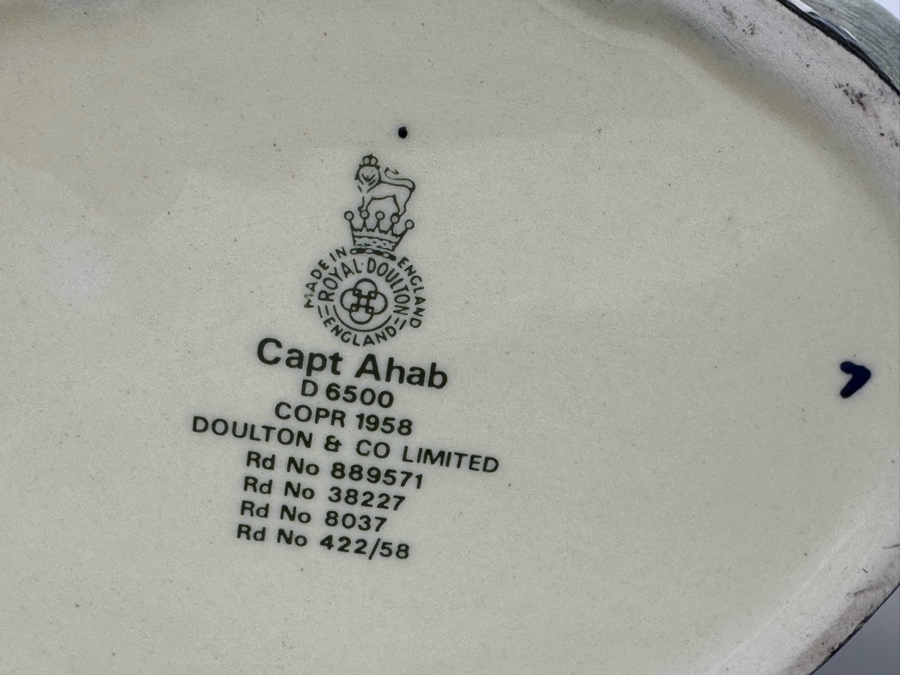 MADE IN ENGLAND
ROYAL·DOULTON
ENGLAND
Capt Ahab
D 6500
COPR 1958
DOULTON & CO LIMITED
Rd No 889571
Rd No 38227
Rd No 8037
Rd No 422/58